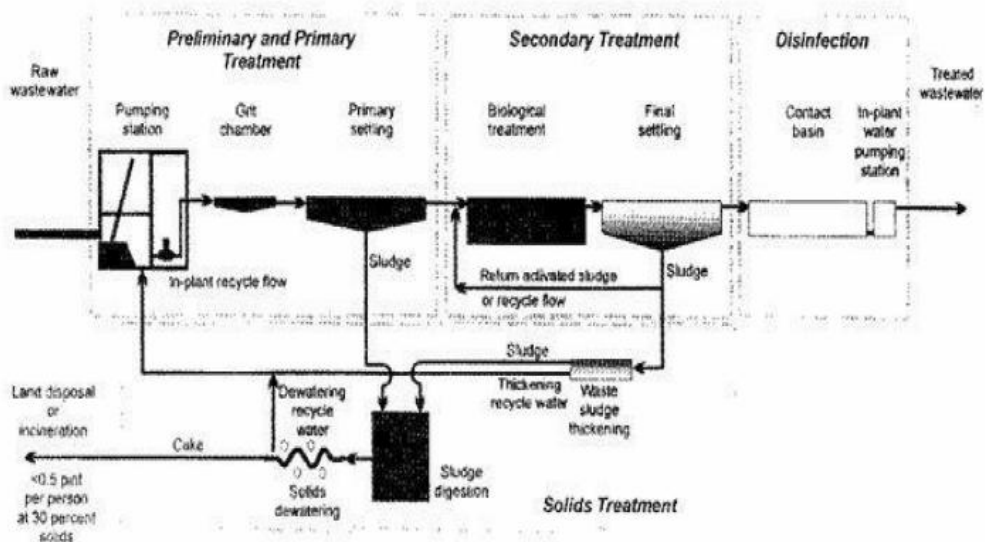 Preliminary and Primary
Treatment
Secondary Treatment
Disinfection
Raw
wastewater
Treated
wastewater
Pumping
station
Grit
chamber
Primary
settling
Biological
treatment
Final
settling
Contact
basin
In-plant
water
pumping
station
Sludge
Sludge
In-plant recycle flow
Return activated sludge
or recycle flow
Sludge
Thickening
recycle water
Waste
sludge
thickening
Land disposal
or
incineration
Dewatering
recycle
water
Cake
<0.5 pint
per person
at 30 percent
solids
Solids
dewatering
Sludge
digestion
Solids Treatment